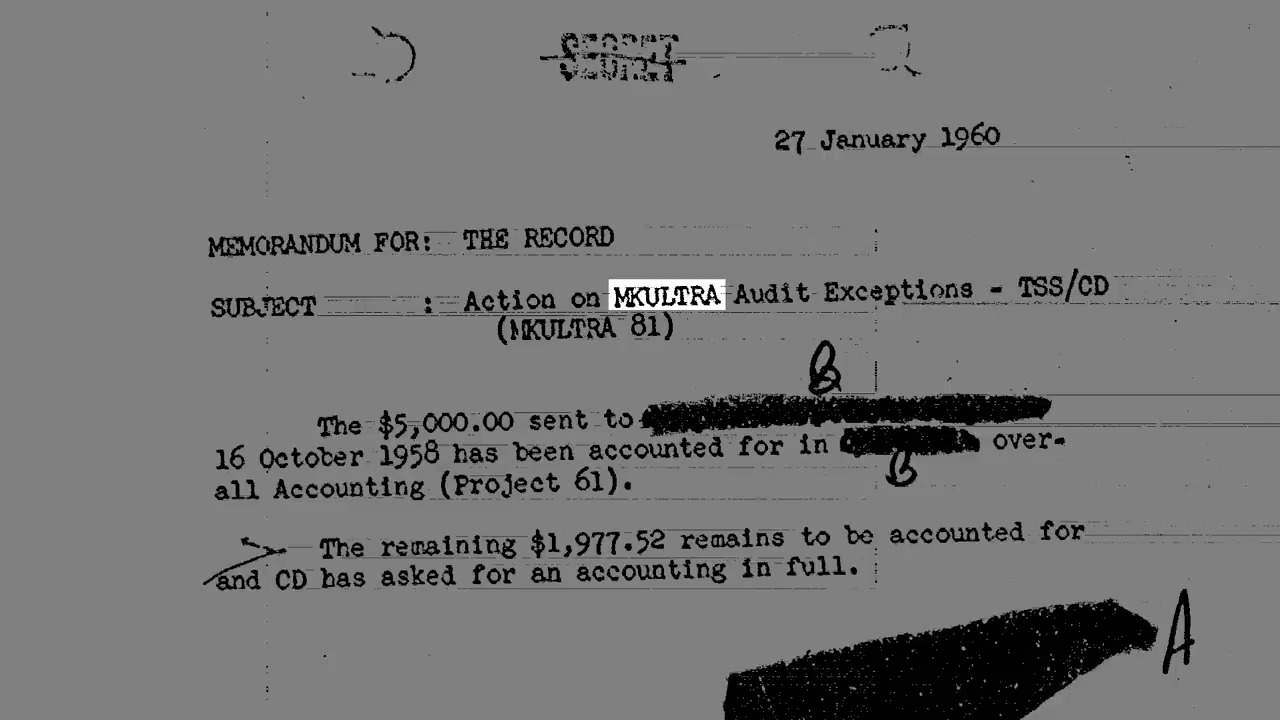 SECRET
27 January 1960
MEMORANDUM FOR: THE RECORD
SUBJECT : Action on MKULTRA Audit Exceptions - TSS/CD
(MKULTRA 81)
B
The $5,000.00 sent to
16 October 1958 has been accounted for in over-
all Accounting (Project 61).
B
The remaining $1,977.52 remains to be accounted for
and CD has asked for an accounting in full.
A